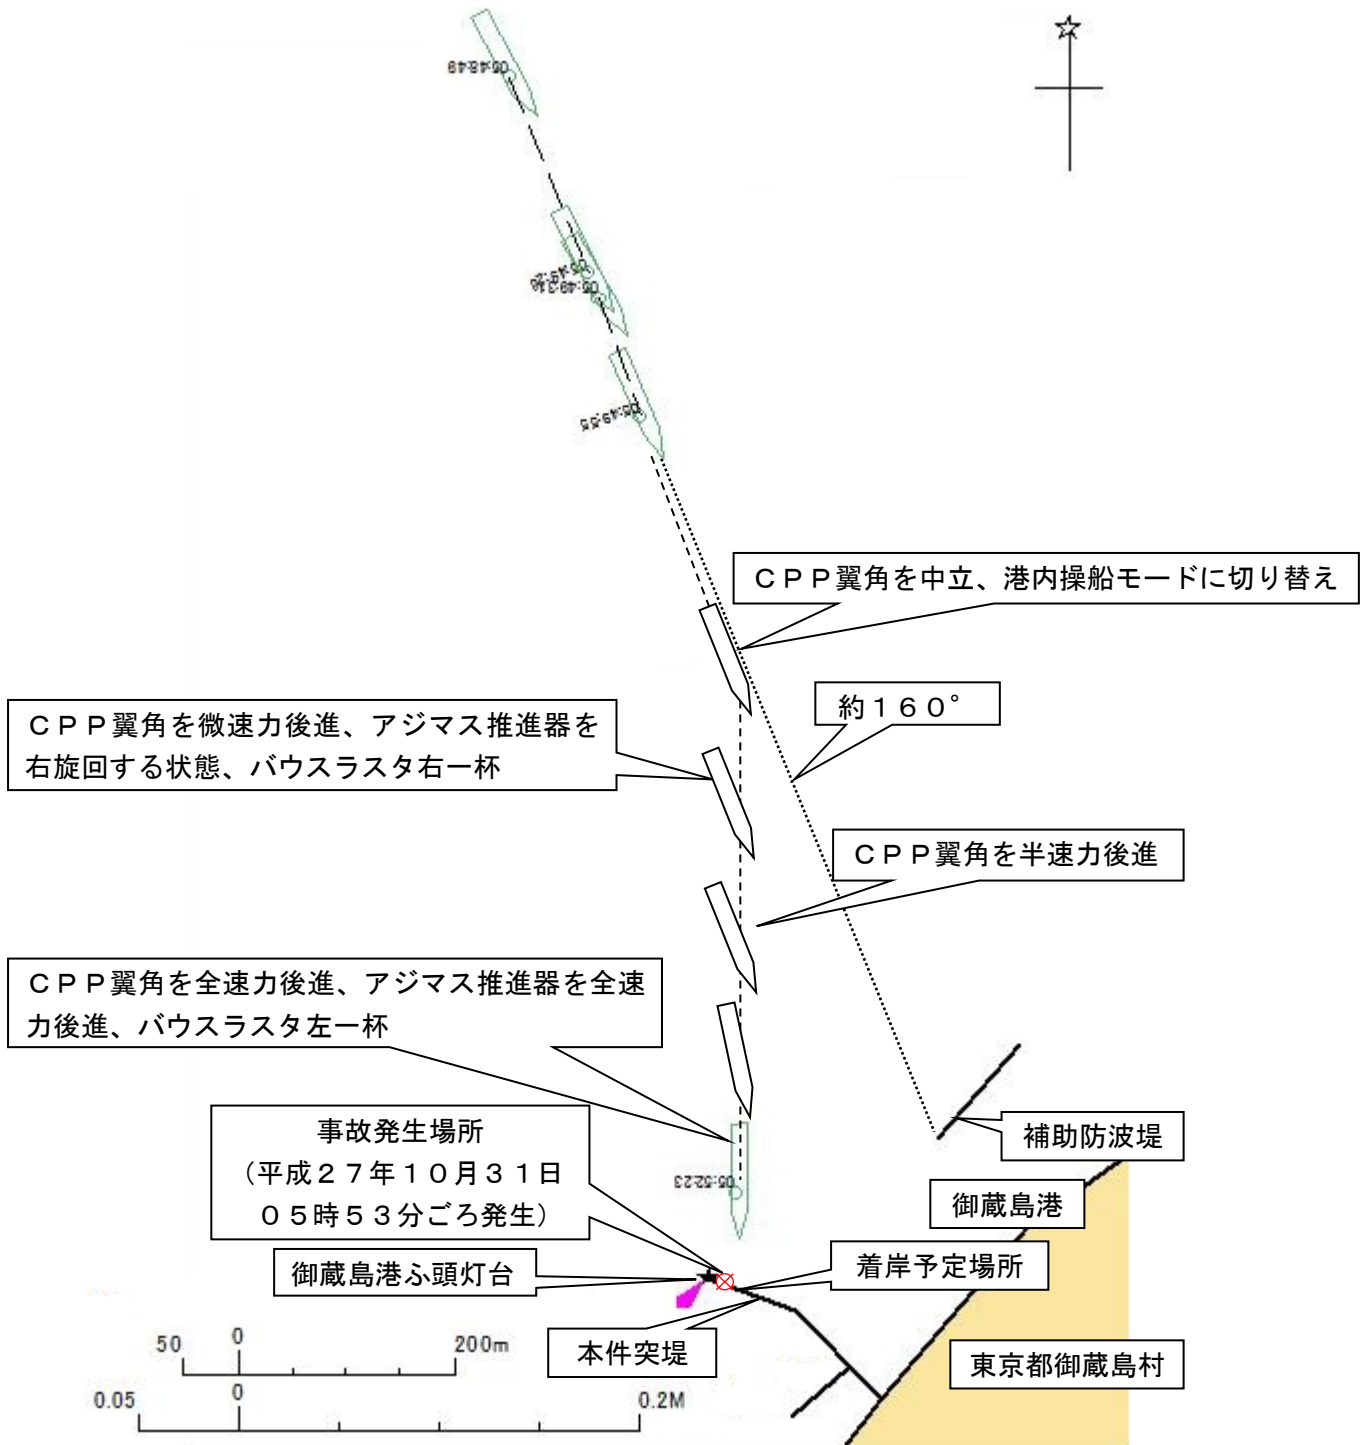 05:48:49
05:49:55
ＣＰＰ翼角を中立、港内操船モードに切り替え
約１６０°
ＣＰＰ翼角を微速力後進、アジマス推進器を
右旋回する状態、バウスラスタ右一杯
ＣＰＰ翼角を半速力後進
ＣＰＰ翼角を全速力後進、アジマス推進器を全速
力後進、バウスラスタ左一杯
事故発生場所
（平成２７年１０月３１日
０５時５３分ごろ発生）
補助防波堤
05:52:23
御蔵島港
着岸予定場所
御蔵島港ふ頭灯台
本件突堤
東京都御蔵島村
50 0 200m
0.05 0 0.2M